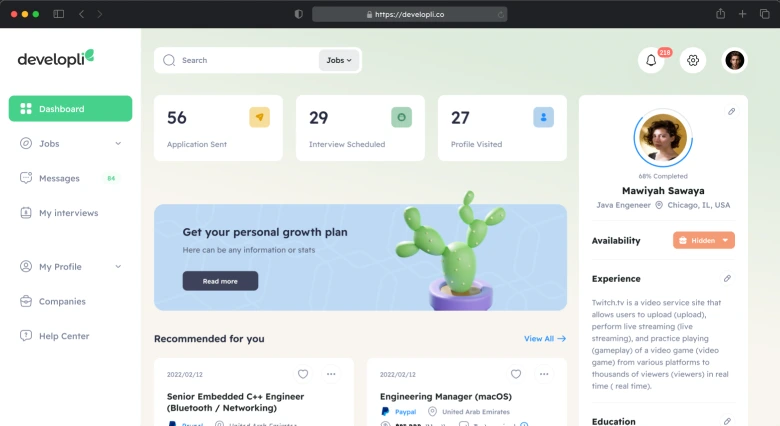 https://developli.co
developli
Search
Jobs
218
Dashboard
Jobs
Messages
84
My interviews
My Profile
Companies
Help Center
56
Application Sent
29
Interview Scheduled
27
Profile Visited
Get your personal growth plan
Here can be any information or stats
Read more
Recommended for you
View All
2022/02/12
Senior Embedded C++ Engineer
(Bluetooth / Networking)
Paypal
United Arab Emirates
2022/02/12
Engineering Manager (macOS)
Paypal
United Arab Emirates
68% Completed
Mawiyah Sawaya
Java Engeneer
Chicago, IL, USA
Availability
Hidden
Experience
Twitch.tv is a video service site that
allows users to upload (upload),
perform live streaming (live
streaming), and practice playing
(gameplay) of a video game (video
game) from various platforms to
thousands of viewers (viewers) in real
time ( real time).
Education